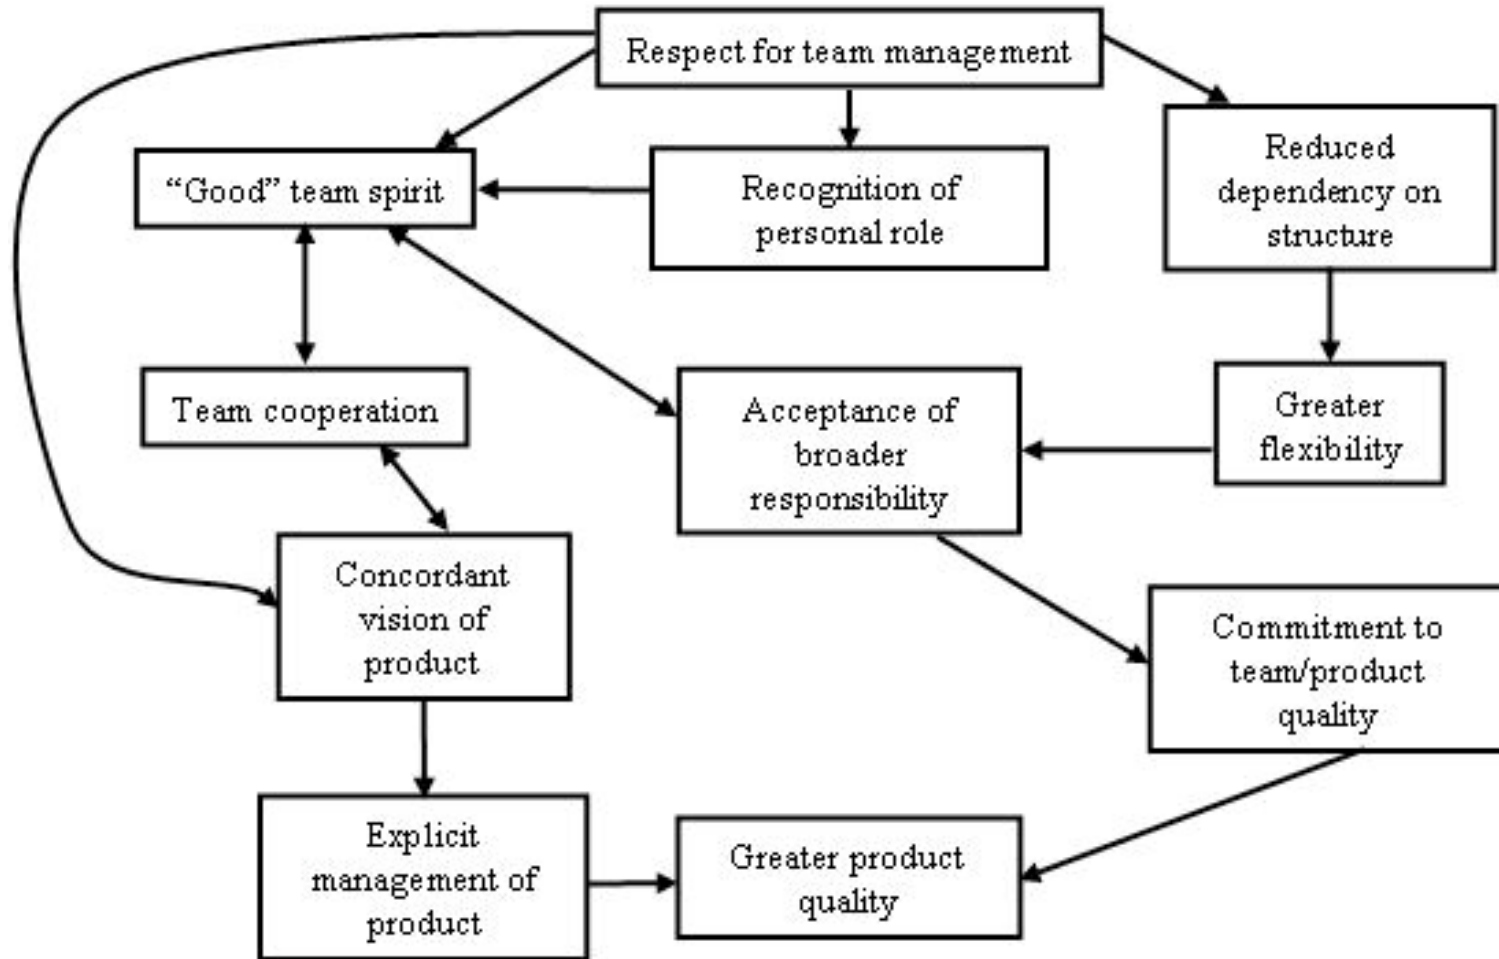 Respect for team management
“Good” team spirit
Recognition of
personal role
Reduced
dependency on
structure
Team cooperation
Acceptance of
broader
responsibility
Greater
flexibility
Concordant
vision of
product
Commitment to
team/product
quality
Explicit
management of
product
Greater product
quality